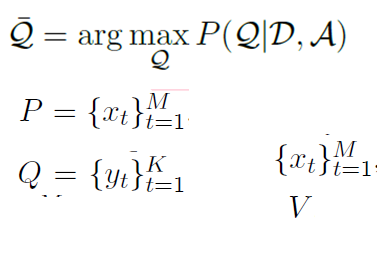 $\bar{\mathcal{Q}} = \arg\max_{\mathcal{Q}} P(\mathcal{Q}|\mathcal{D}, \mathcal{A})$
$P = \{x_t\}_{t=1}^{M}$
$Q = \{y_t\}_{t=1}^{K}$
$\{x_t\}_{t=1}^{M},$
$V$